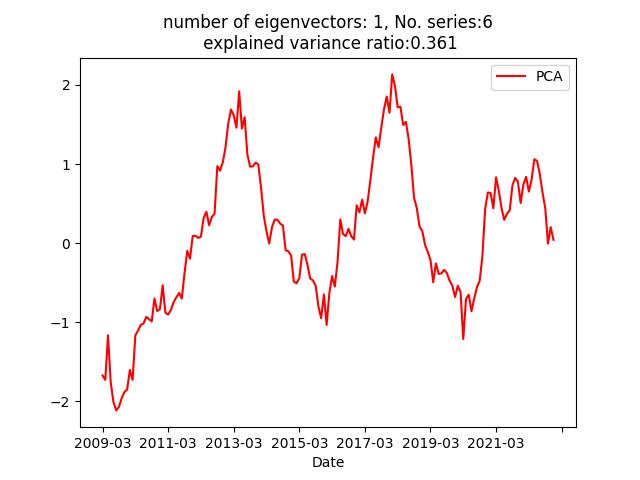 number of eigenvectors: 1, No. series:6
explained variance ratio:0.361
PCA
2
1
0
−1
−2
2009-03 2011-03 2013-03 2015-03 2017-03 2019-03 2021-03
Date